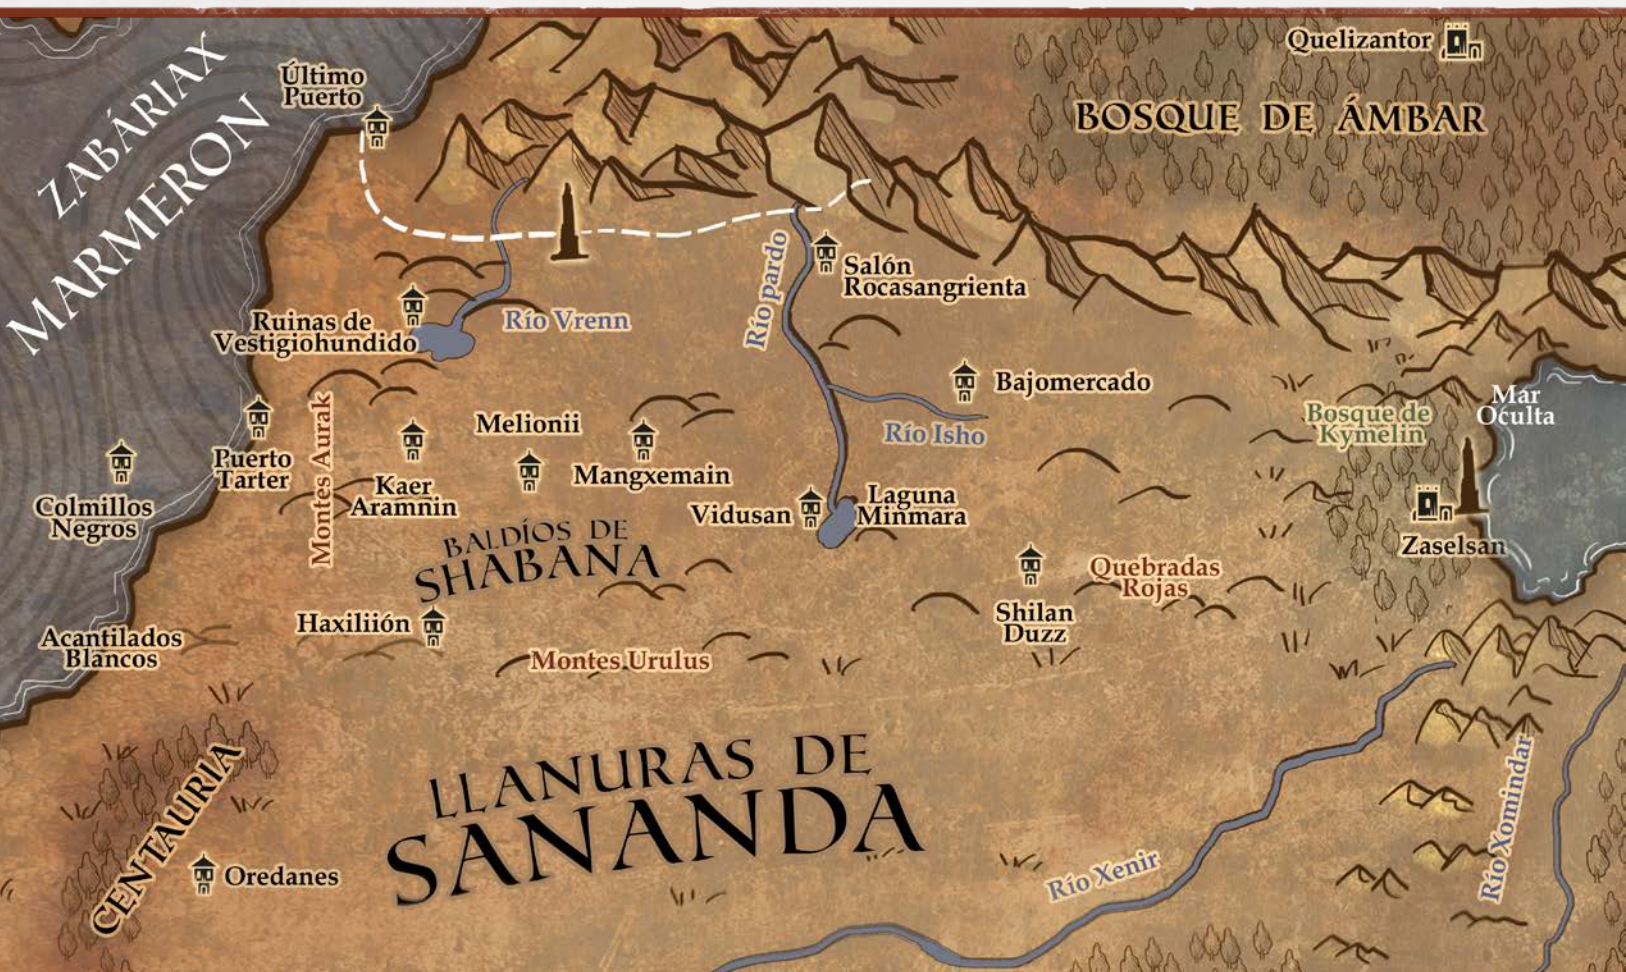 Quelizantor
ZABÁRIAX
MARMERON
Último
Puerto
BOSQUE DE ÁMBAR
Río pardo
Salón
Rocasangrienta
Ruinas de
Vestigiohundido
Río Vrenn
Bajomercado
Mar
Oculta
Bosque de
Kymelin
Montes Aurak
Melionii
Río Isho
Puerto
Tarter
Kaer
Aramnin
Mangxemain
Colmillos
Negros
Vidusan
Laguna
Minmara
BALDÍOS DE
SHABANA
Zaselsan
Quebradas
Rojas
Shilan
Duzz
Haxiliión
Acantilados
Blancos
Montes Urulus
LLANURAS DE
SANANDA
CENTAURIA
Oredanes
Río Xenir
Río Xomindar